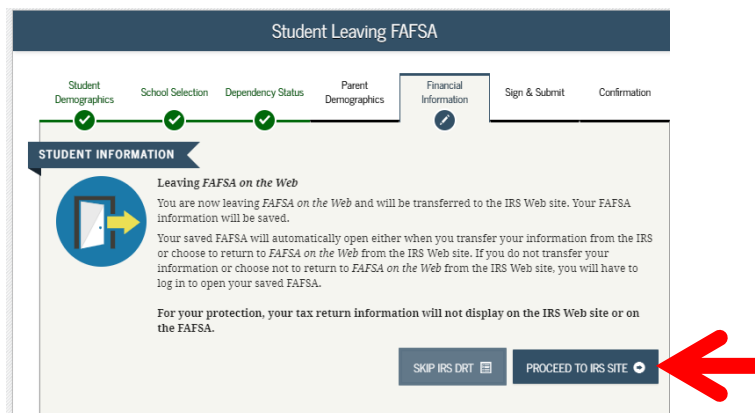 Student Leaving FAFSA
Student
Demographics
School Selection
Dependency Status
Parent
Demographics
Financial
Information
Sign & Submit
Confirmation
STUDENT INFORMATION
Leaving FAFSA on the Web
You are now leaving FAFSA on the Web and will be transferred to the IRS Web site. Your FAFSA
information will be saved.
Your saved FAFSA will automatically open either when you transfer your information from the IRS
or choose to return to FAFSA on the Web from the IRS Web site. If you do not transfer your
information or choose not to return to FAFSA on the Web from the IRS Web site, you will have to
log in to open your saved FAFSA.
For your protection, your tax return information will not display on the IRS Web site or on
the FAFSA.
SKIP IRS DRT
PROCEED TO IRS SITE